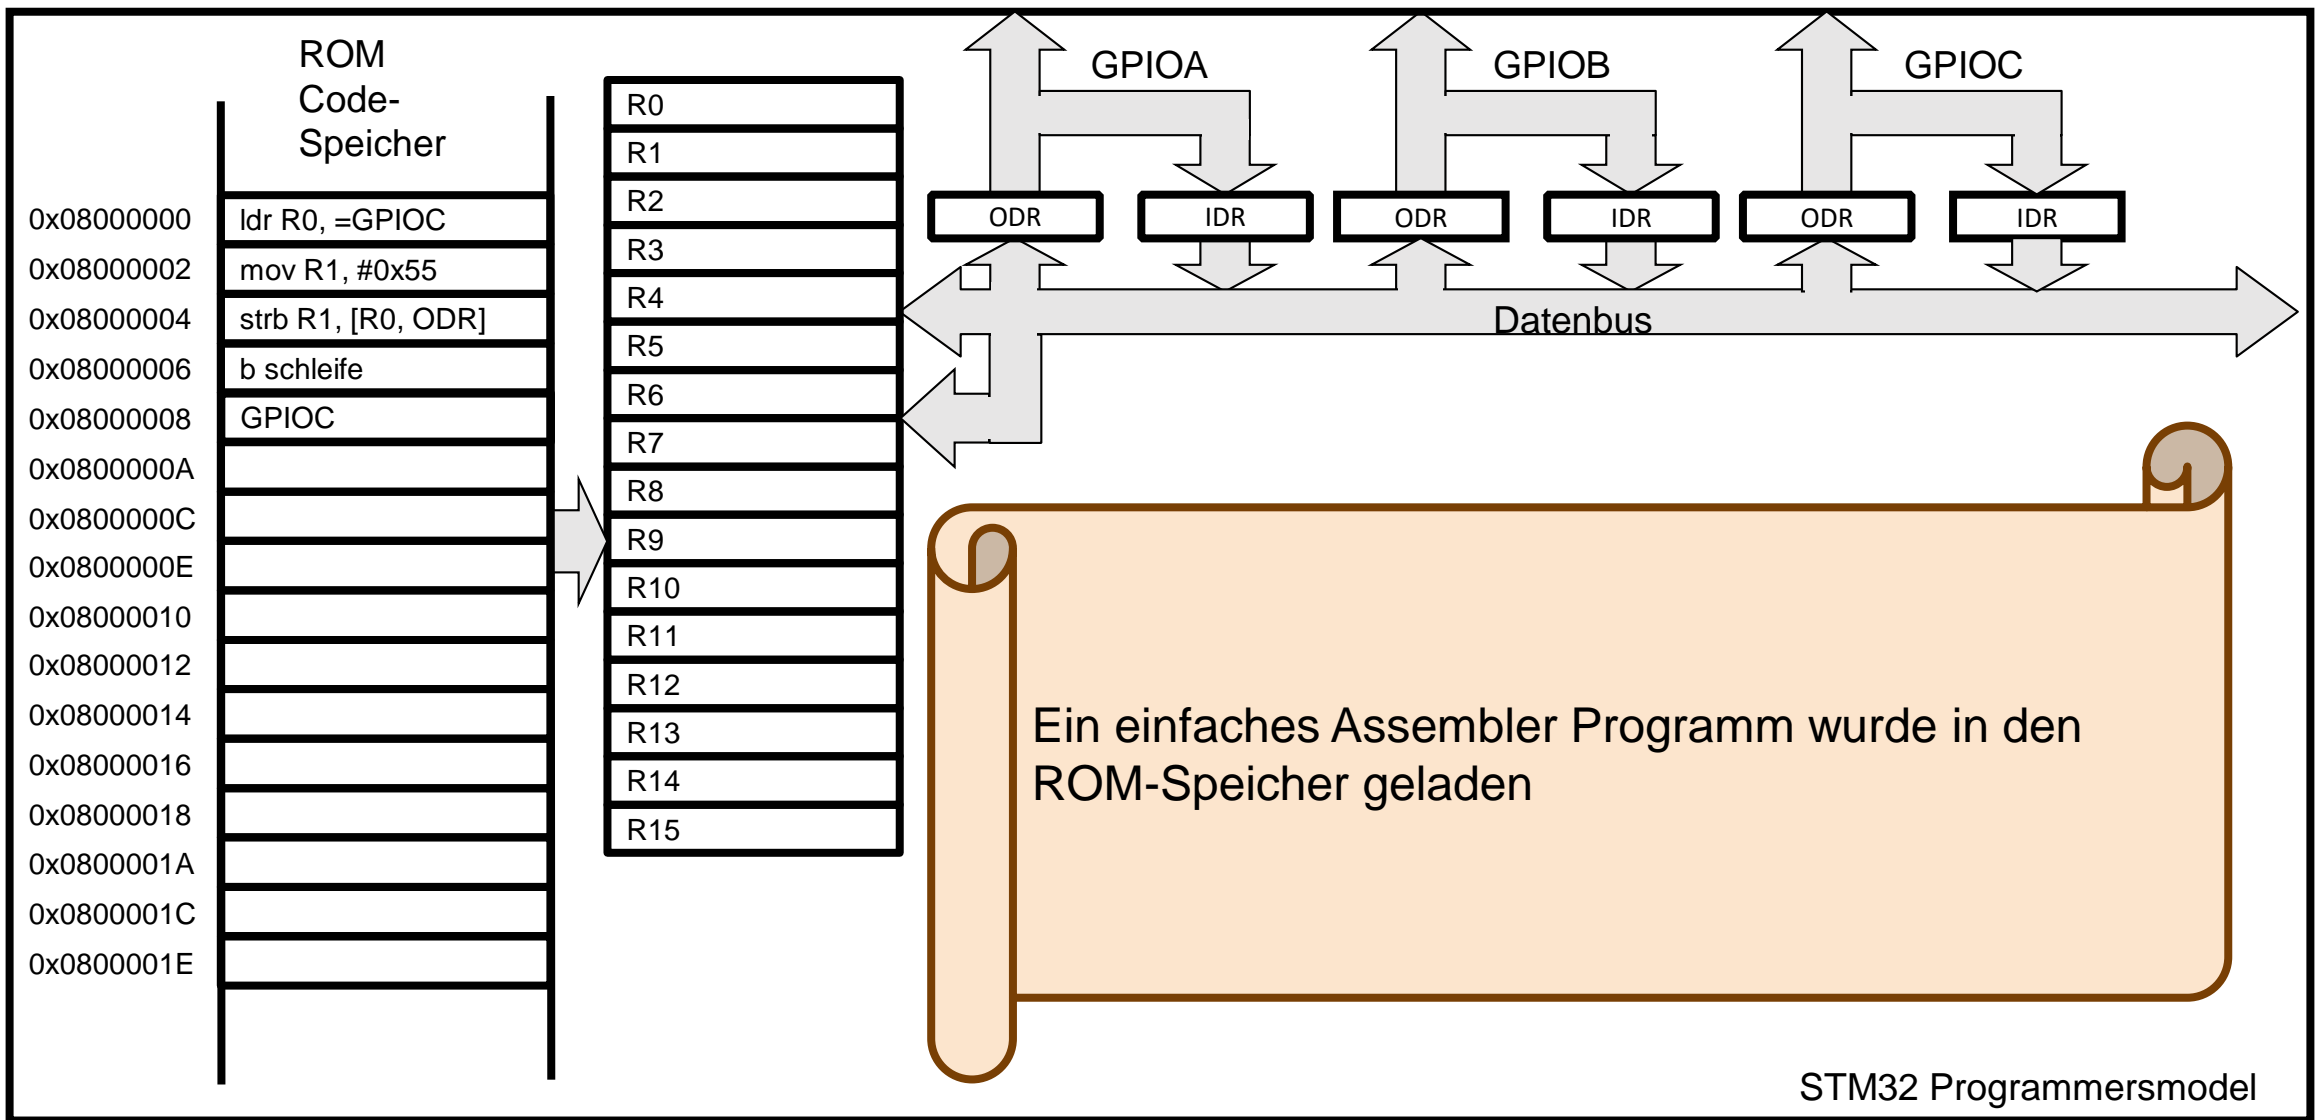 ROM
Code-
Speicher
0x08000000 ldr R0, =GPIOC
0x08000002 mov R1, #0x55
0x08000004 strb R1, [R0, ODR]
0x08000006 b schleife
0x08000008 GPIOC
0x0800000A
0x0800000C
0x0800000E
0x08000010
0x08000012
0x08000014
0x08000016
0x08000018
0x0800001A
0x0800001C
0x0800001E
R0
R1
R2
R3
R4
R5
R6
R7
R8
R9
R10
R11
R12
R13
R14
R15
GPIOA GPIOB GPIOC
ODR IDR ODR IDR ODR IDR
Datenbus
Ein einfaches Assembler Programm wurde in den
ROM-Speicher geladen
STM32 Programmersmodel